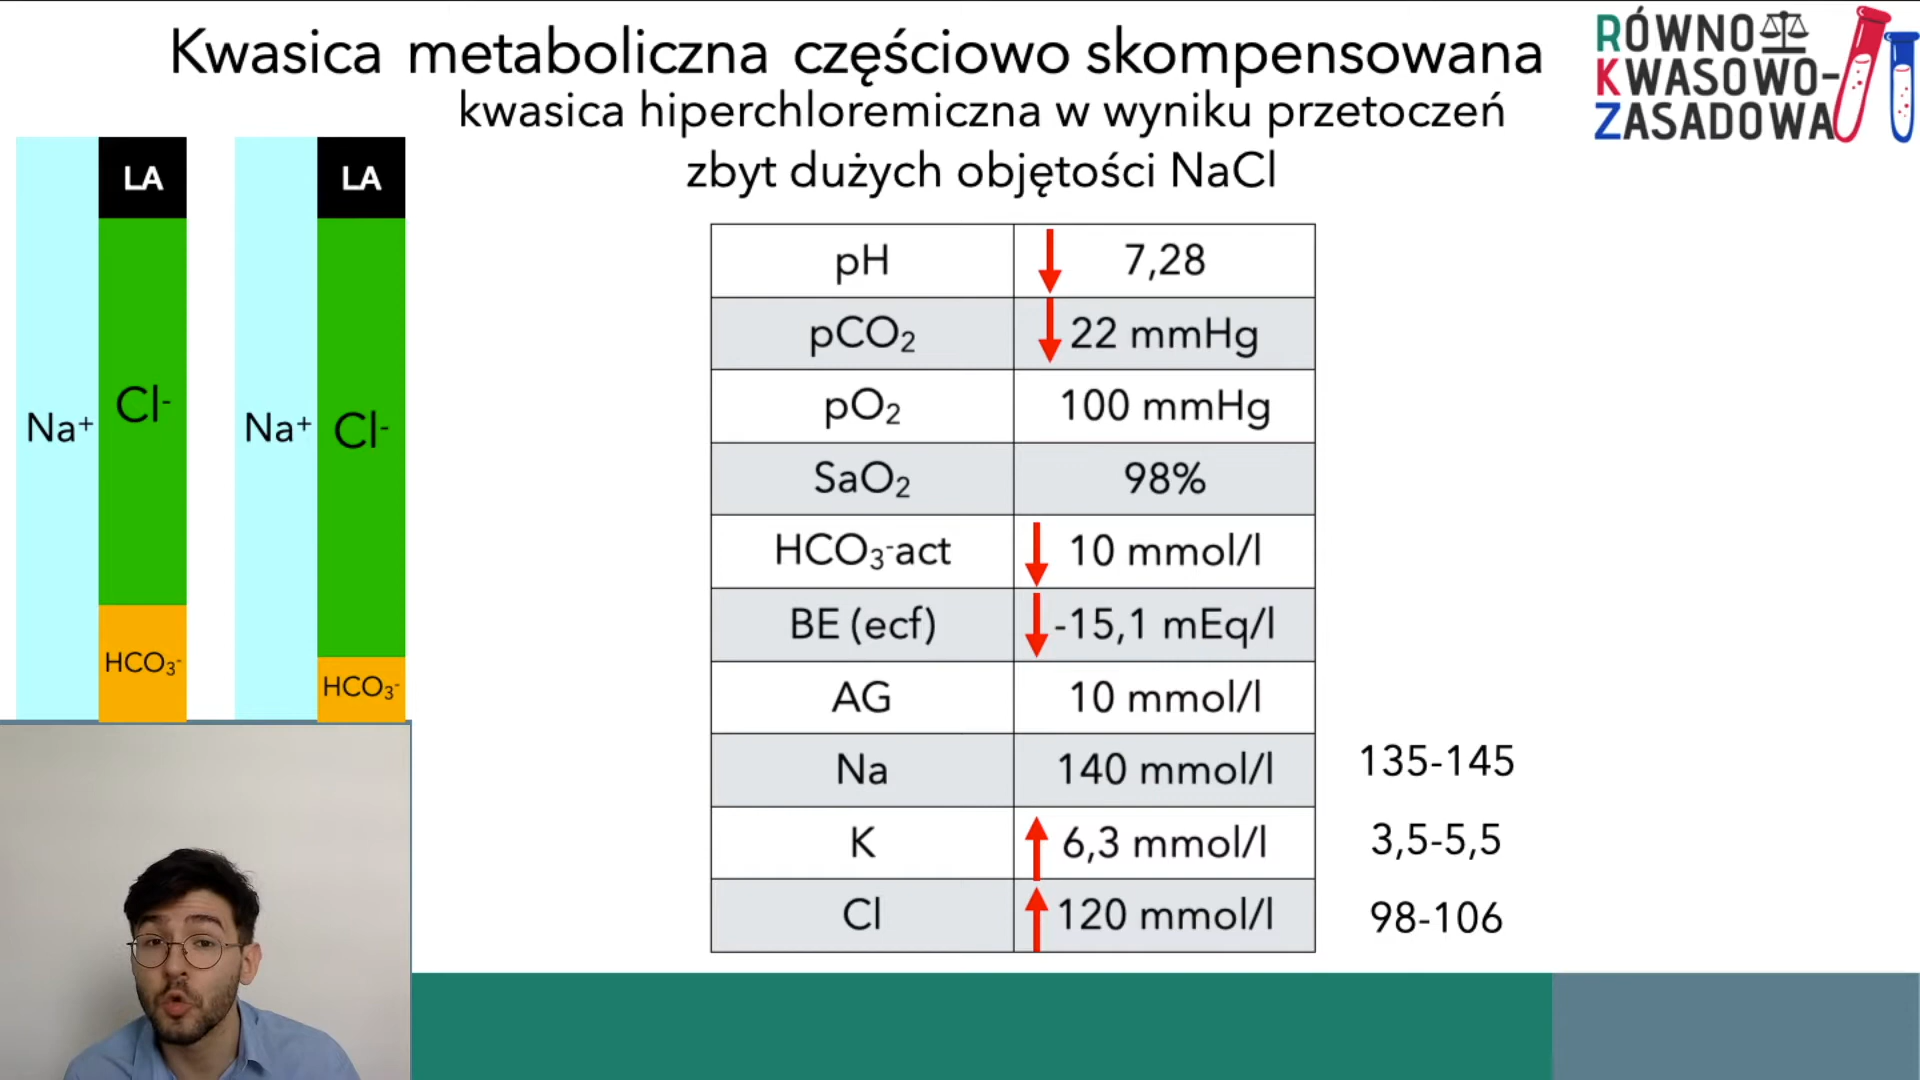 Kwasica metaboliczna częściowo skompensowana
kwasica hiperchloremiczna w wyniku przetoczeń
zbyt dużych objętości NaCl
RÓWNO
KWASOWO-
ZASADOWA
LA
LA
Cl-
Na+
Na+
Cl-
HCO3-
HCO3-
pH 7,28
pCO2 22 mmHg
pO2 100 mmHg
SaO2 98%
HCO3-act 10 mmol/l
BE (ecf) -15,1 mEq/l
AG 10 mmol/l
Na 140 mmol/l 135-145
K 6,3 mmol/l 3,5-5,5
Cl 120 mmol/l 98-106